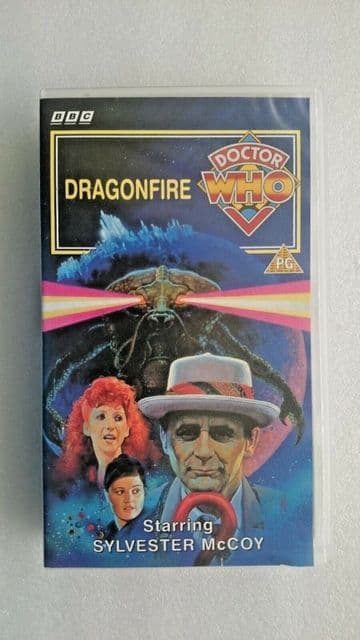 BBC
DRAGONFIRE
DOCTOR
WHO
PG
Starring
SYLVESTER McCOY